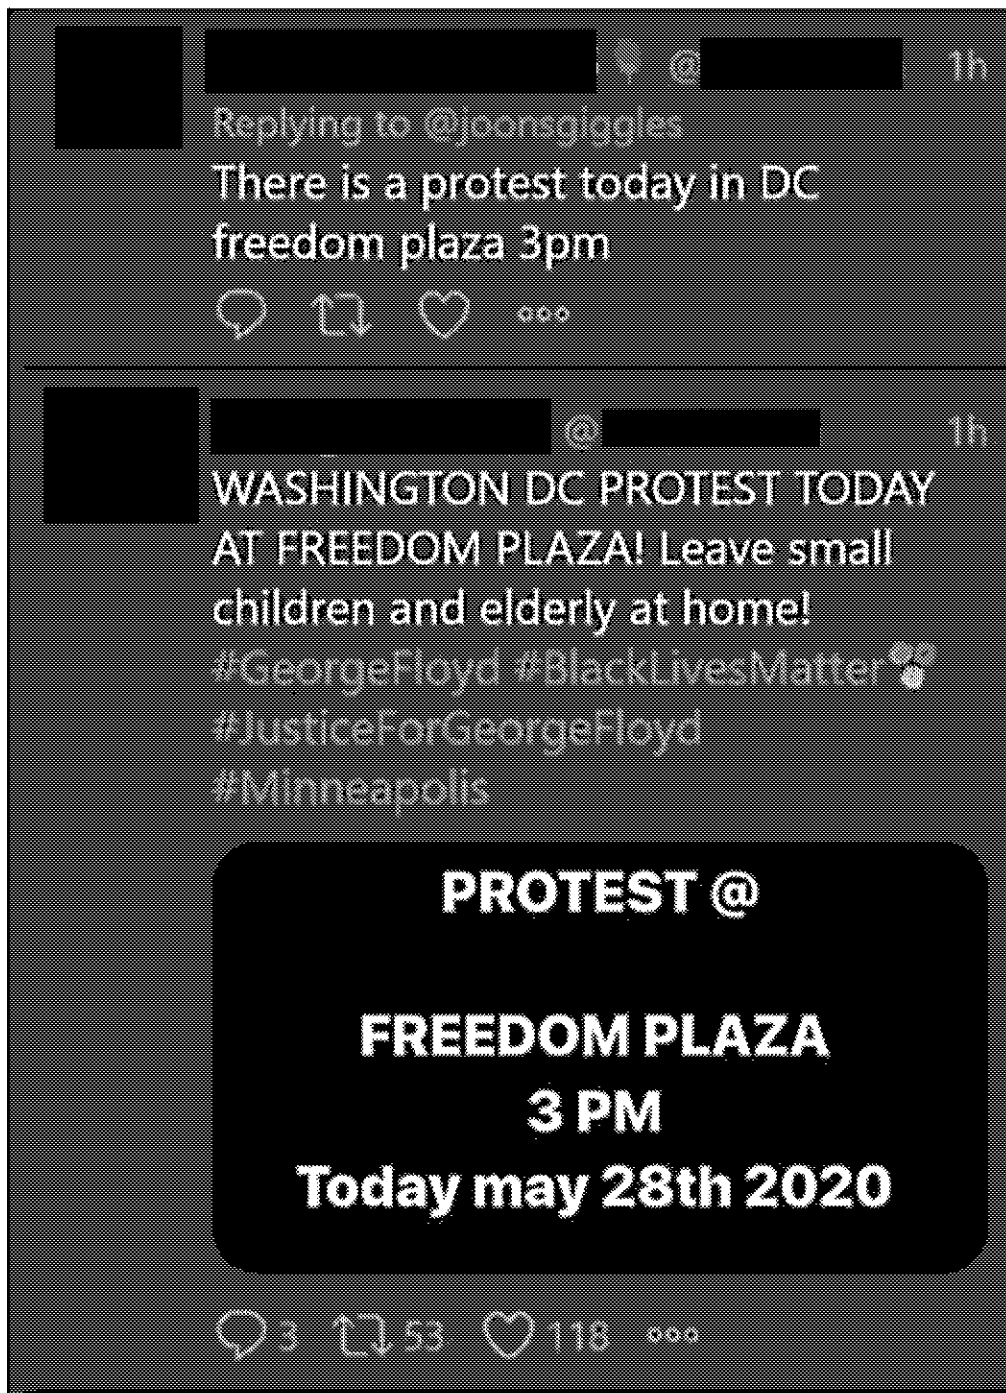 @ 1h
Replying to @joonsgiggles
There is a protest today in DC
freedom plaza 3pm
@ 1h
WASHINGTON DC PROTEST TODAY
AT FREEDOM PLAZA! Leave small
children and elderly at home!
#GeorgeFloyd #BlackLivesMatter
#JusticeForGeorgeFloyd
#Minneapolis
PROTEST @
FREEDOM PLAZA
3 PM
Today may 28th 2020
3 53 118